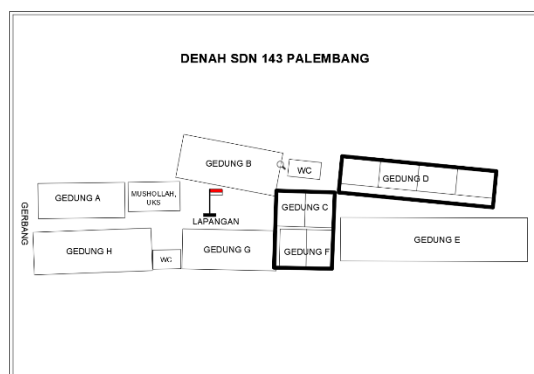 DENAH SDN 143 PALEMBANG
GEDUNG B
WC
GEDUNG D
GEDUNG A
MUSHOLLAH,
UKS
GEDUNG C
GERBANG
LAPANGAN
GEDUNG H
WC
GEDUNG G
GEDUNG F
GEDUNG E